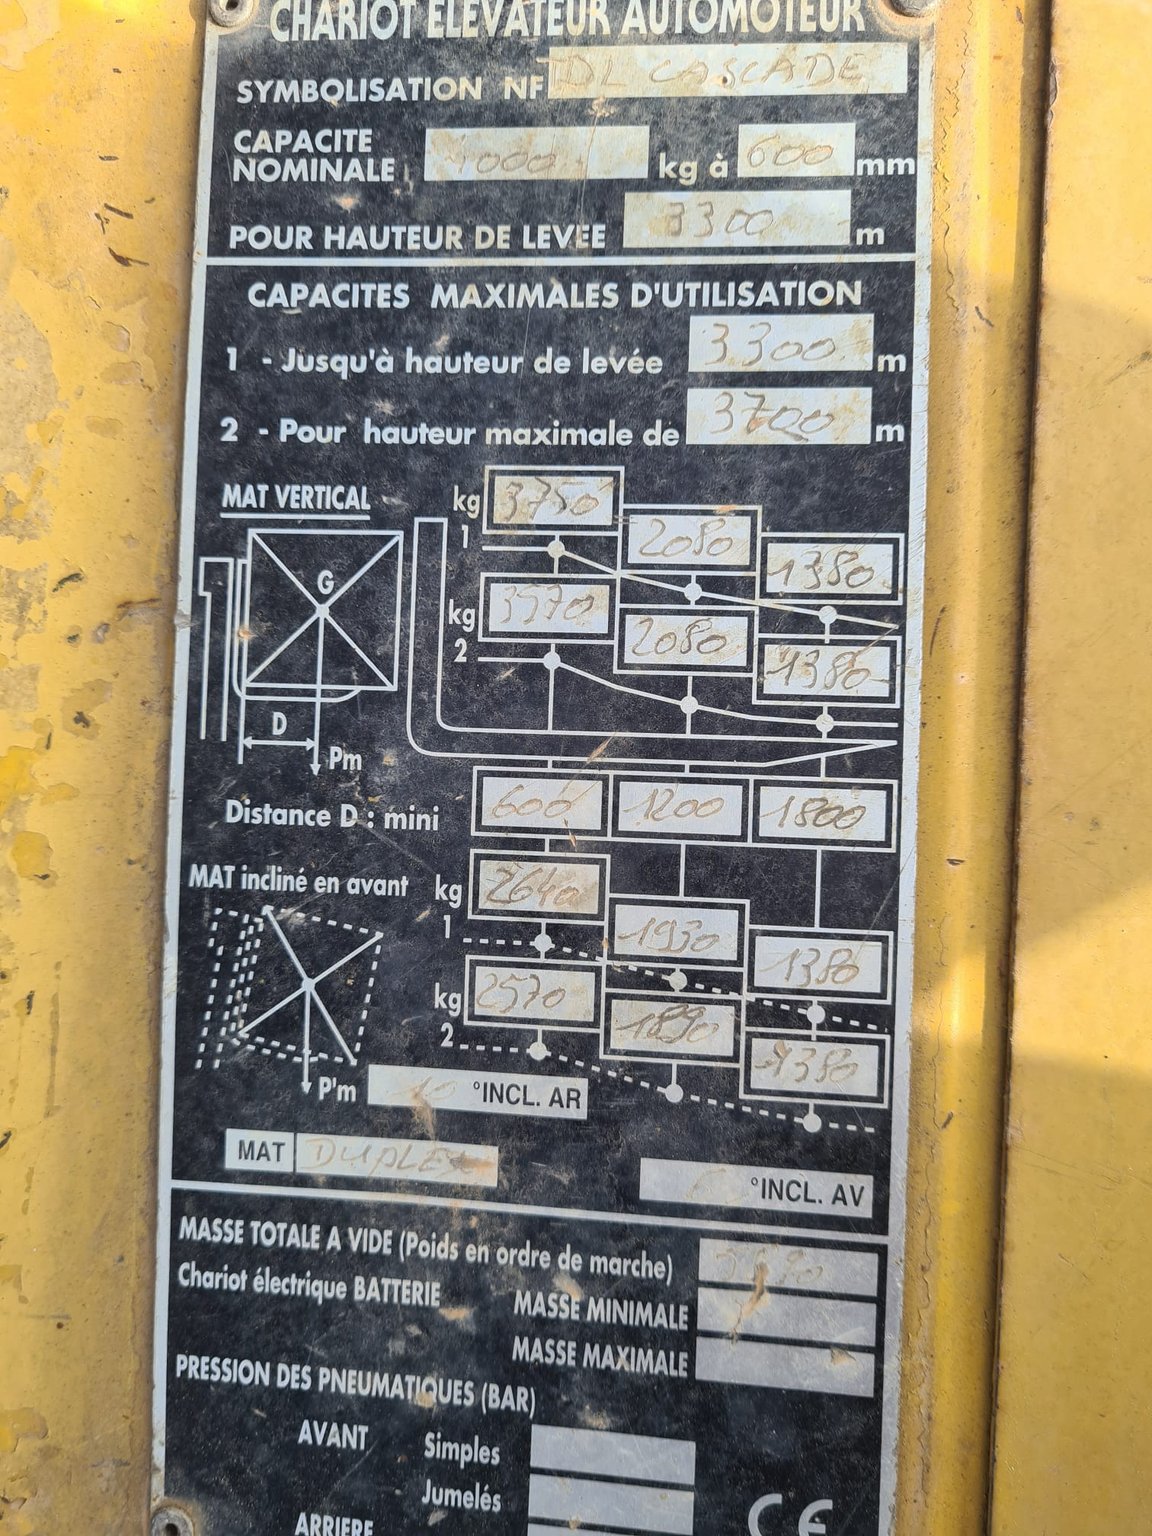 CHARIOT ELEVATEUR AUTOMOTEUR
SYMBOLISATION NF TDL CASCADE
CAPACITE
NOMINALE 4000 kg à 600 mm
POUR HAUTEUR DE LEVEE 3300 m
CAPACITES MAXIMALES D'UTILISATION
1 - Jusqu'à hauteur de levée 3300 m
2 - Pour hauteur maximale de 3700 m
MAT VERTICAL
kg 3750 2080 1380
1
G
kg 3570 2080 1380
2
D
Pm
Distance D : mini 600 1200 1800
MAT incliné en avant
kg 2640 1930 1380
1
kg 2570 1890 1380
2
P'm 10 °INCL. AR
MAT DUPLEX
°INCL. AV
MASSE TOTALE A VIDE (Poids en ordre de marche)
Chariot électrique BATTERIE
MASSE MINIMALE
MASSE MAXIMALE
PRESSION DES PNEUMATIQUES (BAR)
AVANT Simples
Jumelés
ARRIERE
CE